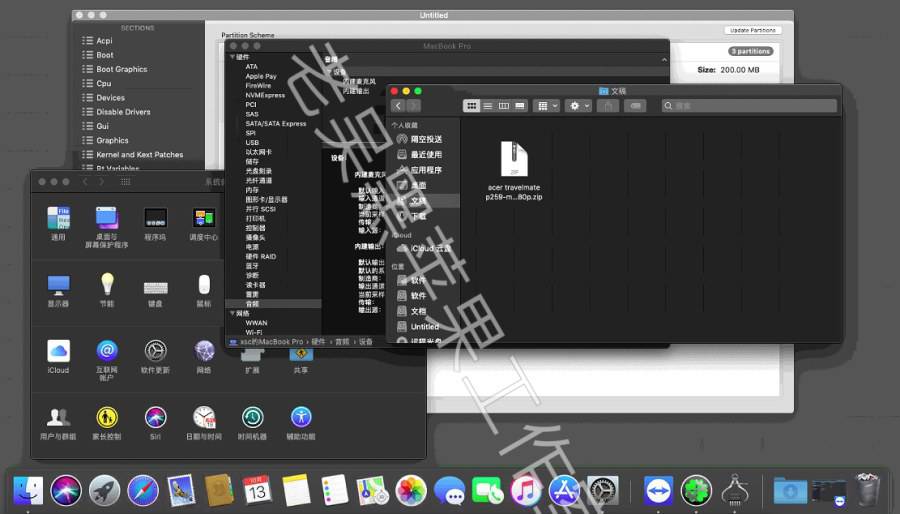 Untitled
SECTIONS
Acpi
Boot
Boot Graphics
Cpu
Devices
Disable Drivers
Gui
Graphics
Kernel and Kext Patches
Rt Variables
Partition Scheme
Update Partitions
3 partitions
Size: 200.00 MB
MacBook Pro
硬件
ATA
Apple Pay
FireWire
NVMExpress
PCI
SAS
SATA/SATA Express
SPI
USB
以太网卡
储存
光盘刻录
光纤通道
内存
图形卡/显示器
并行 SCSI
打印机
控制器
摄像头
电源
硬件 RAID
蓝牙
诊断
读卡器
雷雳
音频
网络
WWAN
Wi-Fi
音频
设备
内建麦克风
内建输出
设备:
内建麦克风
默认输入
输入通道
制造商:
当前采样
传输:
输入源:
内建输出:
默认输出
默认的系
制造商:
输出通道
当前采样
传输:
输出源:
xsc的MacBook Pro › 硬件 › 音频 › 设备
文稿
搜索
个人收藏
隔空投送
最近使用
应用程序
桌面
文稿
下载
iCloud
iCloud 云盘
位置
软件
软件
文档
Untitled
远程光盘
ZIP
acer travelmate
p259-m...80p.zip
通用
桌面与
屏幕保护程序
程序坞
调度中心
显示器
节能
键盘
鼠标
iCloud
互联网
帐户
软件更新
网络
扩展
共享
用户与群组
家长控制
Siri
日期与时间
时间机器
辅助功能
13
老吴黑苹果工作室